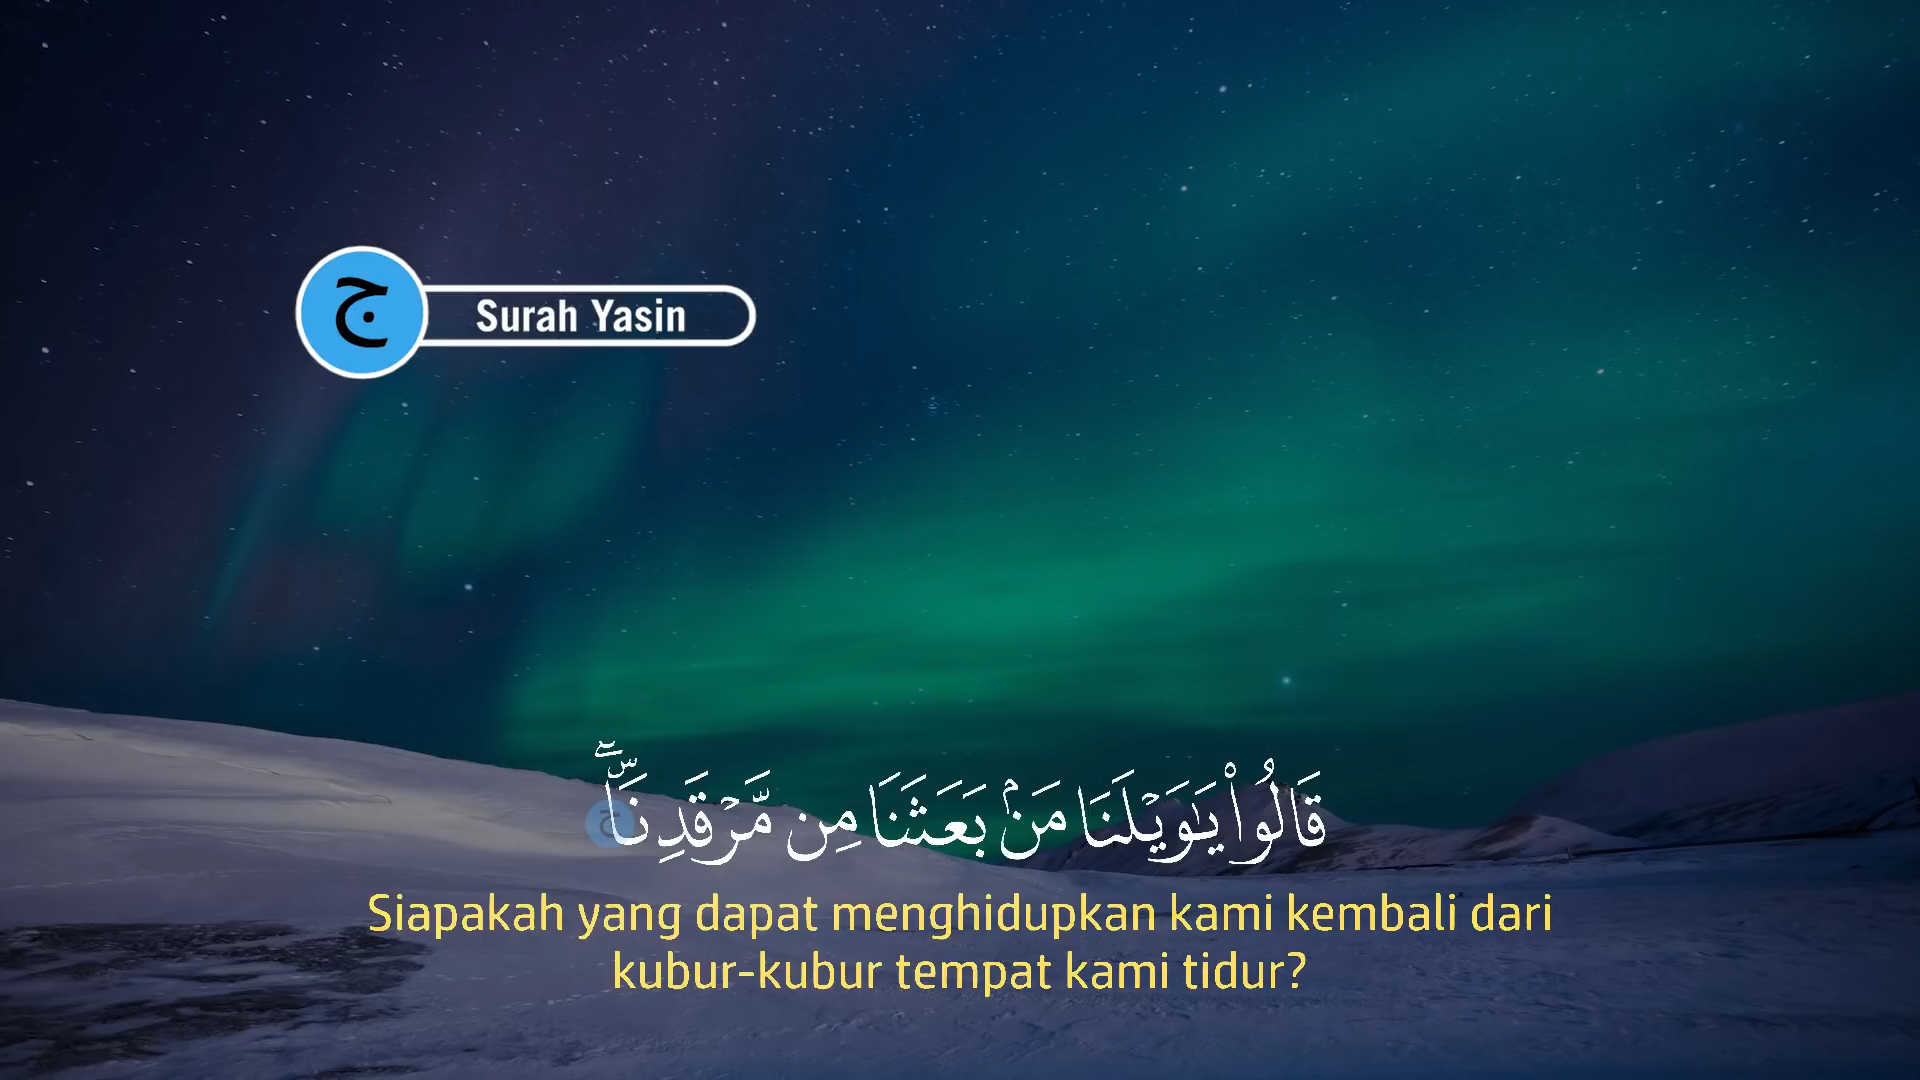 ج
Surah Yasin
قَالُوا۟ يَـٰوَيْلَنَا مَنۢ بَعَثَنَا مِن مَّرْقَدِنَا ۜ ۗ
Siapakah yang dapat menghidupkan kami kembali dari
kubur-kubur tempat kami tidur?